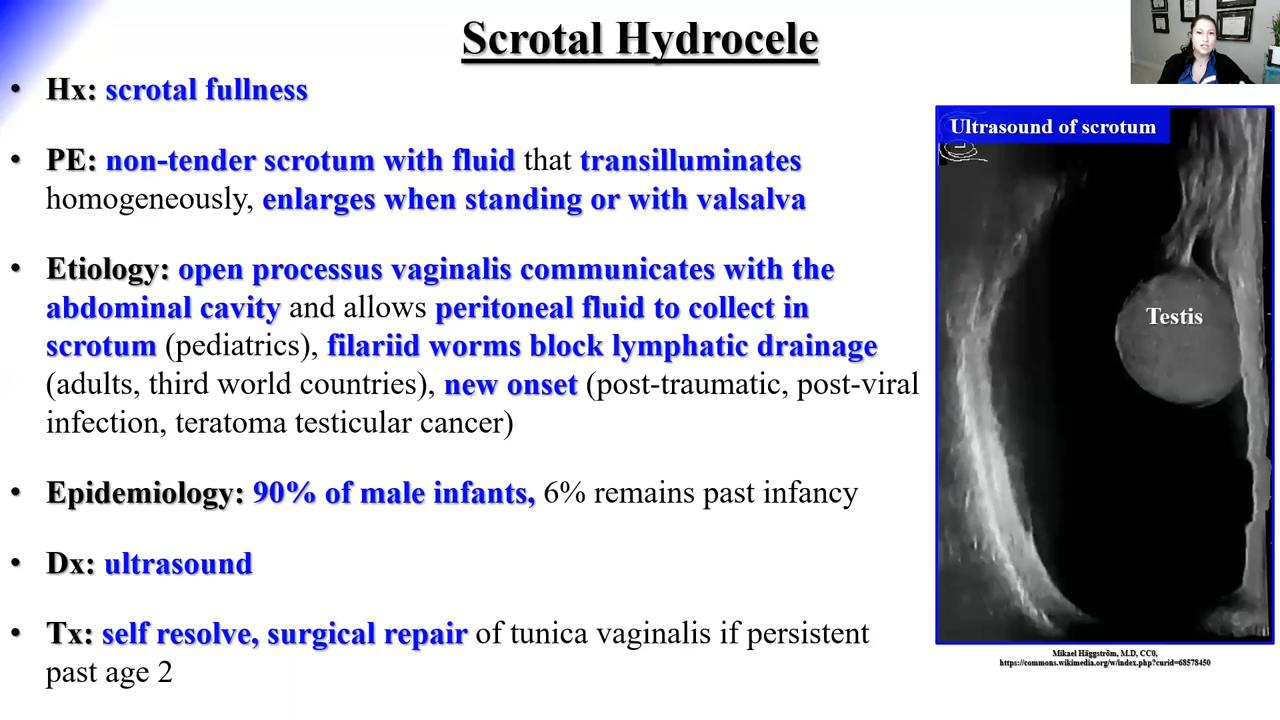 Scrotal Hydrocele
• Hx: scrotal fullness
• PE: non-tender scrotum with fluid that transilluminates
homogeneously, enlarges when standing or with valsalva
• Etiology: open processus vaginalis communicates with the
abdominal cavity and allows peritoneal fluid to collect in
scrotum (pediatrics), filariid worms block lymphatic drainage
(adults, third world countries), new onset (post-traumatic, post-viral
infection, teratoma testicular cancer)
• Epidemiology: 90% of male infants, 6% remains past infancy
• Dx: ultrasound
• Tx: self resolve, surgical repair of tunica vaginalis if persistent
past age 2
Ultrasound of scrotum
Testis
Mikael Häggström, M.D, CC0,
https://commons.wikimedia.org/w/index.php?curid=68578450